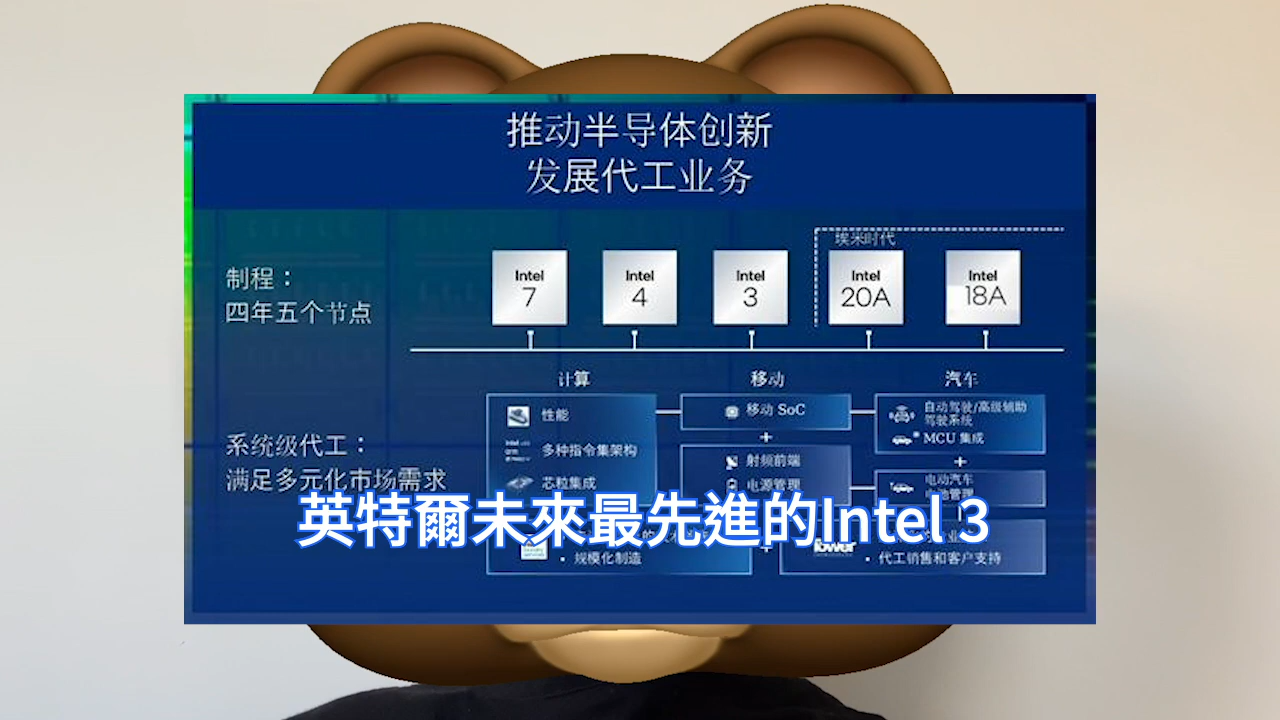 推动半导体创新
发展代工业务
埃米时代
制程：
四年五个节点
Intel
7
Intel
4
Intel
3
Intel
20A
Intel
18A
计算
移动
汽车
性能
多种指令集架构
芯粒集成
移动 SoC
射频前端
电源管理
自动驾驶/高级辅助
驾驶系统
MCU 集成
电动汽车
管理
系统级代工：
满足多元化市场需求
英特爾未來最先進的Intel 3
• 规模化制造
• 代工销售和客户支持